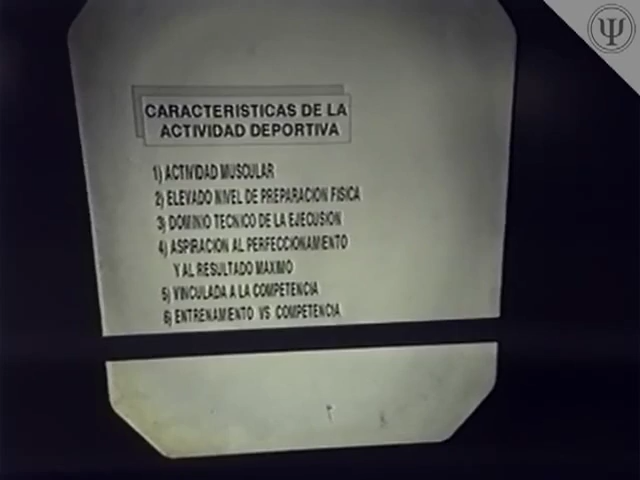 CARACTERISTICAS DE LA
ACTIVIDAD DEPORTIVA
1) ACTIVIDAD MUSCULAR
2) ELEVADO NIVEL DE PREPARACION FISICA
3) DOMINIO TECNICO DE LA EJECUSION
4) ASPIRACION AL PERFECCIONAMIENTO
Y AL RESULTADO MAXIMO
5) VINCULADA A LA COMPETENCIA
6) ENTRENAMIENTO VS COMPETENCIA
Ψ